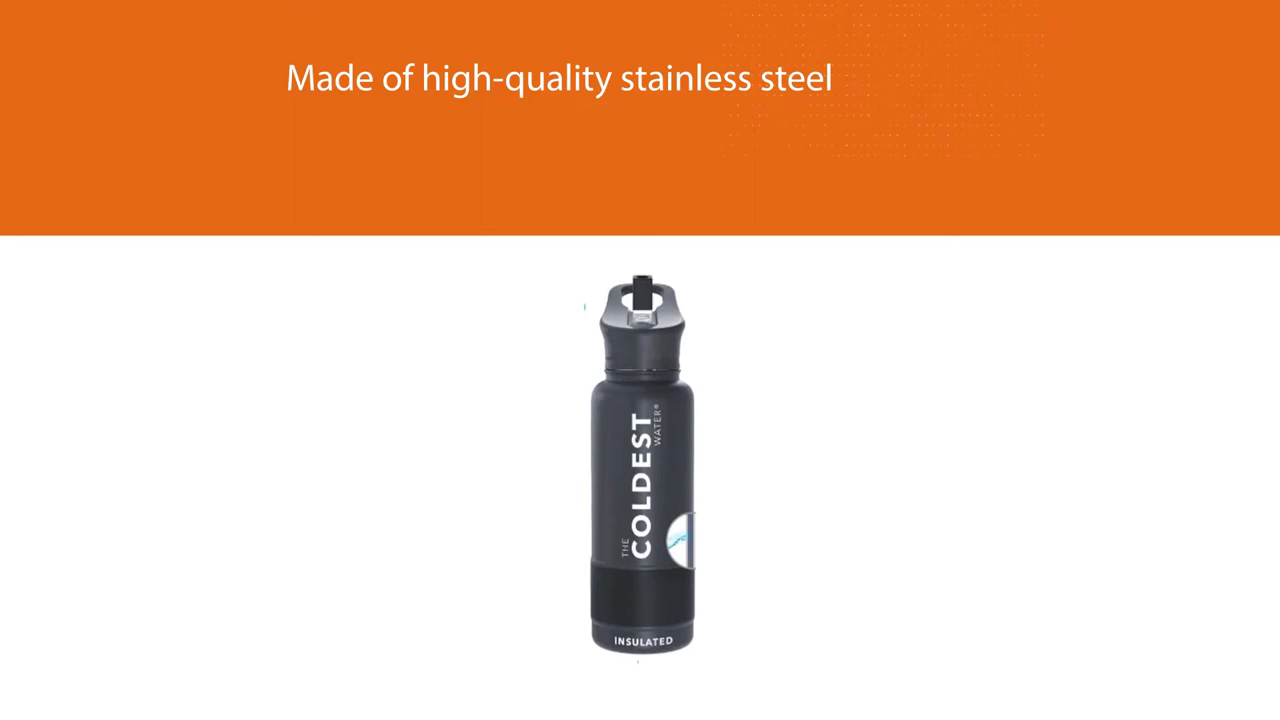 Made of high-quality stainless steel
THE
COLDEST
WATER®
INSULATED